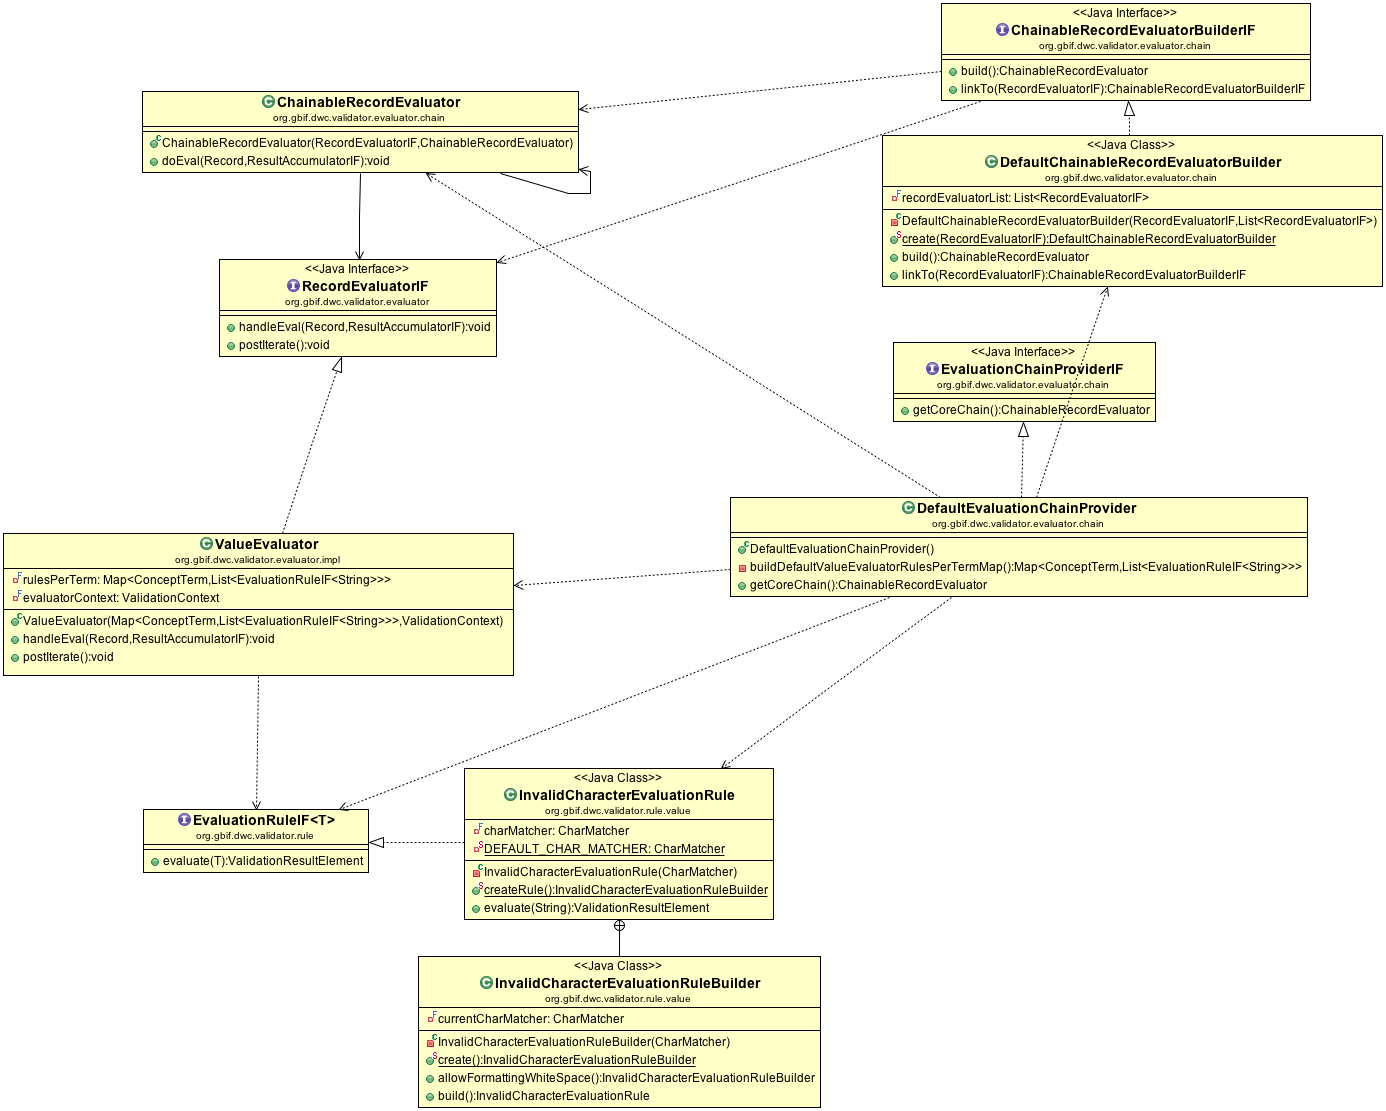 <<Java Interface>>
ChainableRecordEvaluatorBuilderIF
org.gbif.dwc.validator.evaluator.chain
build():ChainableRecordEvaluator
linkTo(RecordEvaluatorIF):ChainableRecordEvaluatorBuilderIF
ChainableRecordEvaluator
org.gbif.dwc.validator.evaluator.chain
ChainableRecordEvaluator(RecordEvaluatorIF,ChainableRecordEvaluator)
doEval(Record,ResultAccumulatorIF):void
<<Java Class>>
DefaultChainableRecordEvaluatorBuilder
org.gbif.dwc.validator.evaluator.chain
recordEvaluatorList: List<RecordEvaluatorIF>
DefaultChainableRecordEvaluatorBuilder(RecordEvaluatorIF,List<RecordEvaluatorIF>)
create(RecordEvaluatorIF):DefaultChainableRecordEvaluatorBuilder
build():ChainableRecordEvaluator
linkTo(RecordEvaluatorIF):ChainableRecordEvaluatorBuilderIF
<<Java Interface>>
RecordEvaluatorIF
org.gbif.dwc.validator.evaluator
handleEval(Record,ResultAccumulatorIF):void
postIterate():void
<<Java Interface>>
EvaluationChainProviderIF
org.gbif.dwc.validator.evaluator.chain
getCoreChain():ChainableRecordEvaluator
DefaultEvaluationChainProvider
org.gbif.dwc.validator.evaluator.chain
DefaultEvaluationChainProvider()
buildDefaultValueEvaluatorRulesPerTermMap():Map<ConceptTerm,List<EvaluationRuleIF<String>>>
getCoreChain():ChainableRecordEvaluator
ValueEvaluator
org.gbif.dwc.validator.evaluator.impl
rulesPerTerm: Map<ConceptTerm,List<EvaluationRuleIF<String>>>
evaluatorContext: ValidationContext
ValueEvaluator(Map<ConceptTerm,List<EvaluationRuleIF<String>>>,ValidationContext)
handleEval(Record,ResultAccumulatorIF):void
postIterate():void
<<Java Class>>
InvalidCharacterEvaluationRule
org.gbif.dwc.validator.rule.value
charMatcher: CharMatcher
DEFAULT_CHAR_MATCHER: CharMatcher
InvalidCharacterEvaluationRule(CharMatcher)
createRule():InvalidCharacterEvaluationRuleBuilder
evaluate(String):ValidationResultElement
EvaluationRuleIF<T>
org.gbif.dwc.validator.rule
evaluate(T):ValidationResultElement
<<Java Class>>
InvalidCharacterEvaluationRuleBuilder
org.gbif.dwc.validator.rule.value
currentCharMatcher: CharMatcher
InvalidCharacterEvaluationRuleBuilder(CharMatcher)
create():InvalidCharacterEvaluationRuleBuilder
allowFormattingWhiteSpace():InvalidCharacterEvaluationRuleBuilder
build():InvalidCharacterEvaluationRule